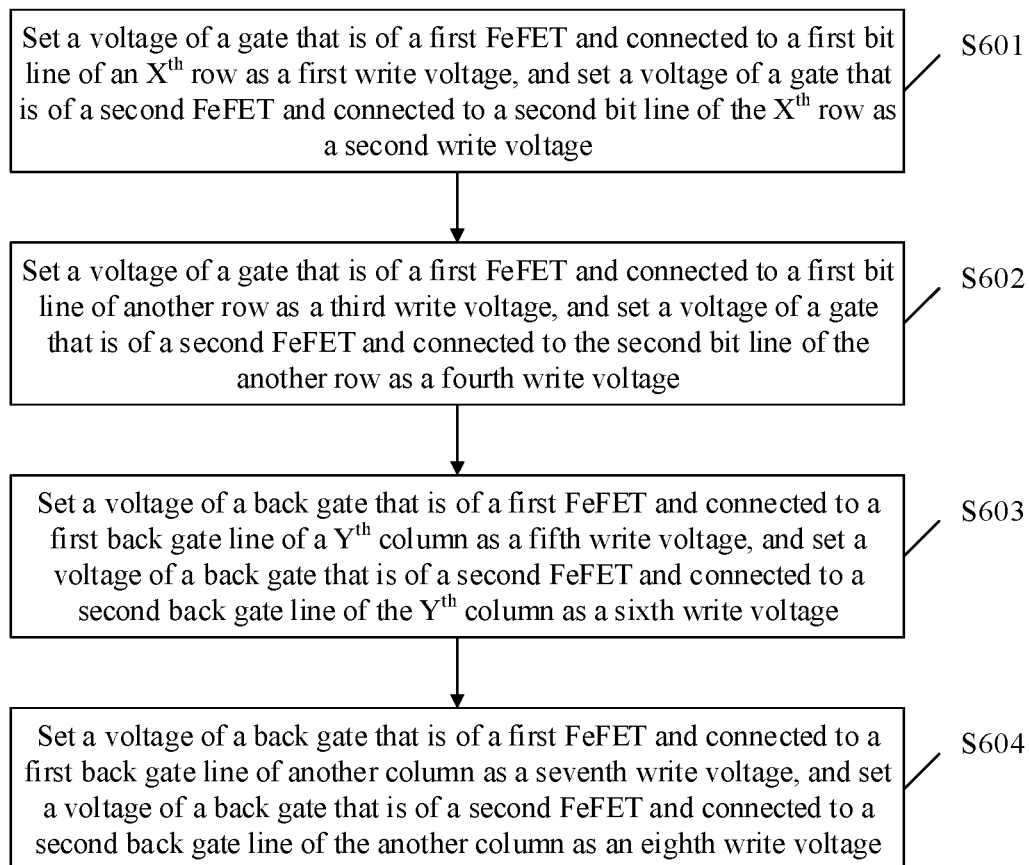 Set a voltage of a gate that is of a first FeFET and connected to a first bit
line of an Xth row as a first write voltage, and set a voltage of a gate that
is of a second FeFET and connected to a second bit line of the Xth row as
a second write voltage
S601
Set a voltage of a gate that is of a first FeFET and connected to a first bit
line of another row as a third write voltage, and set a voltage of a gate
that is of a second FeFET and connected to the second bit line of the
another row as a fourth write voltage
S602
Set a voltage of a back gate that is of a first FeFET and connected to a
first back gate line of a Yth column as a fifth write voltage, and set a
voltage of a back gate that is of a second FeFET and connected to a
second back gate line of the Yth column as a sixth write voltage
S603
Set a voltage of a back gate that is of a first FeFET and connected to a
first back gate line of another column as a seventh write voltage, and set
a voltage of a back gate that is of a second FeFET and connected to a
second back gate line of the another column as an eighth write voltage
S604